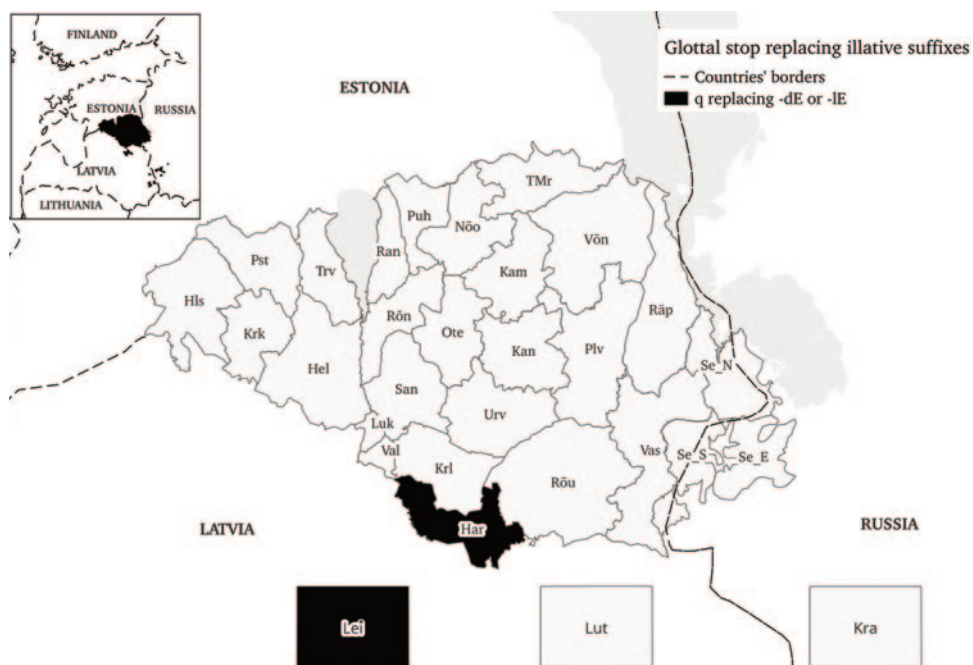 FINLAND
ESTONIA
RUSSIA
LATVIA
LITHUANIA
ESTONIA
Glottal stop replacing illative suffixes
Countries' borders
q replacing -dE or -lE
TMr
Puh
Nõo
Võn
Ran
Pst
Trv
Kam
Hls
Rõn
Räp
Krk
Ote
Kan
Plv
Hel
Se_N
San
Urv
Luk
Val
Vas
Se_S
Se_E
Krl
Rõu
Har
LATVIA
RUSSIA
Lei
Lut
Kra